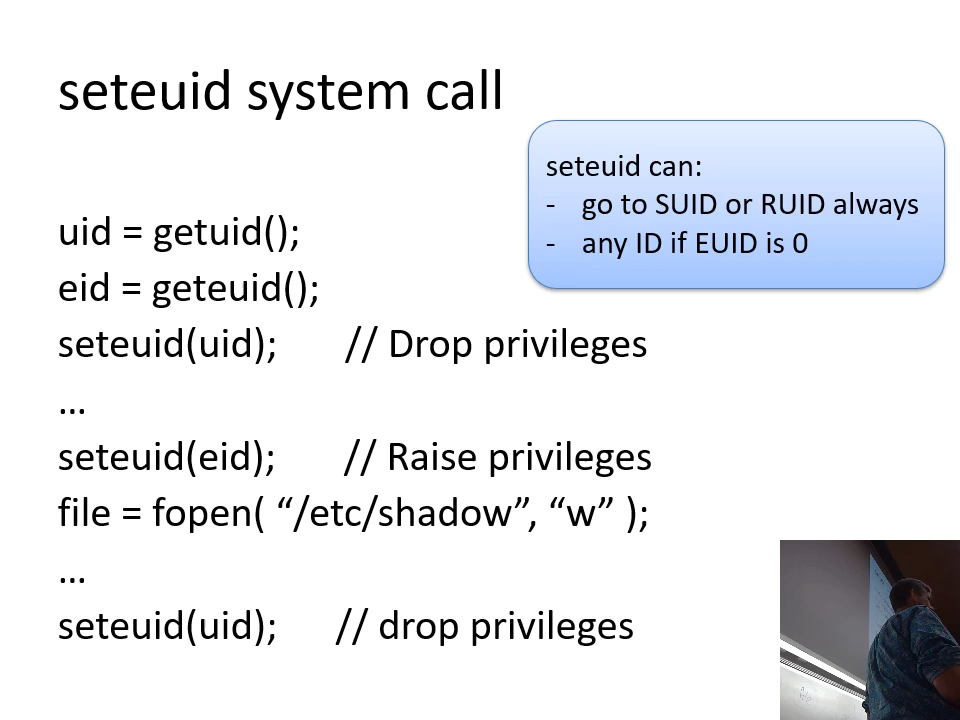 seteuid system call
seteuid can:
- go to SUID or RUID always
- any ID if EUID is 0
uid = getuid();
eid = geteuid();
seteuid(uid); // Drop privileges
…
seteuid(eid); // Raise privileges
file = fopen( “/etc/shadow”, “w” );
…
seteuid(uid); // drop privileges